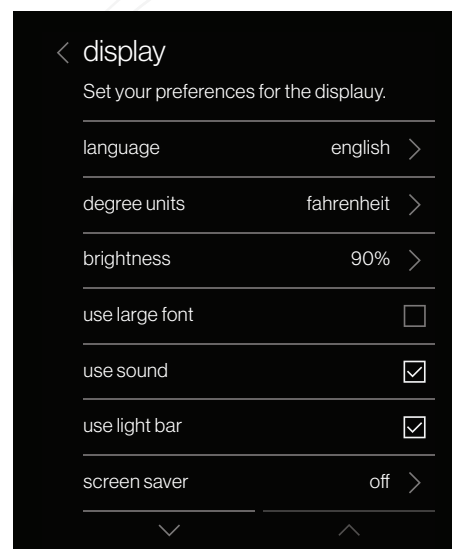 display
Set your preferences for the displauy.
language english
degree units fahrenheit
brightness 90%
use large font
use sound
use light bar
screen saver off